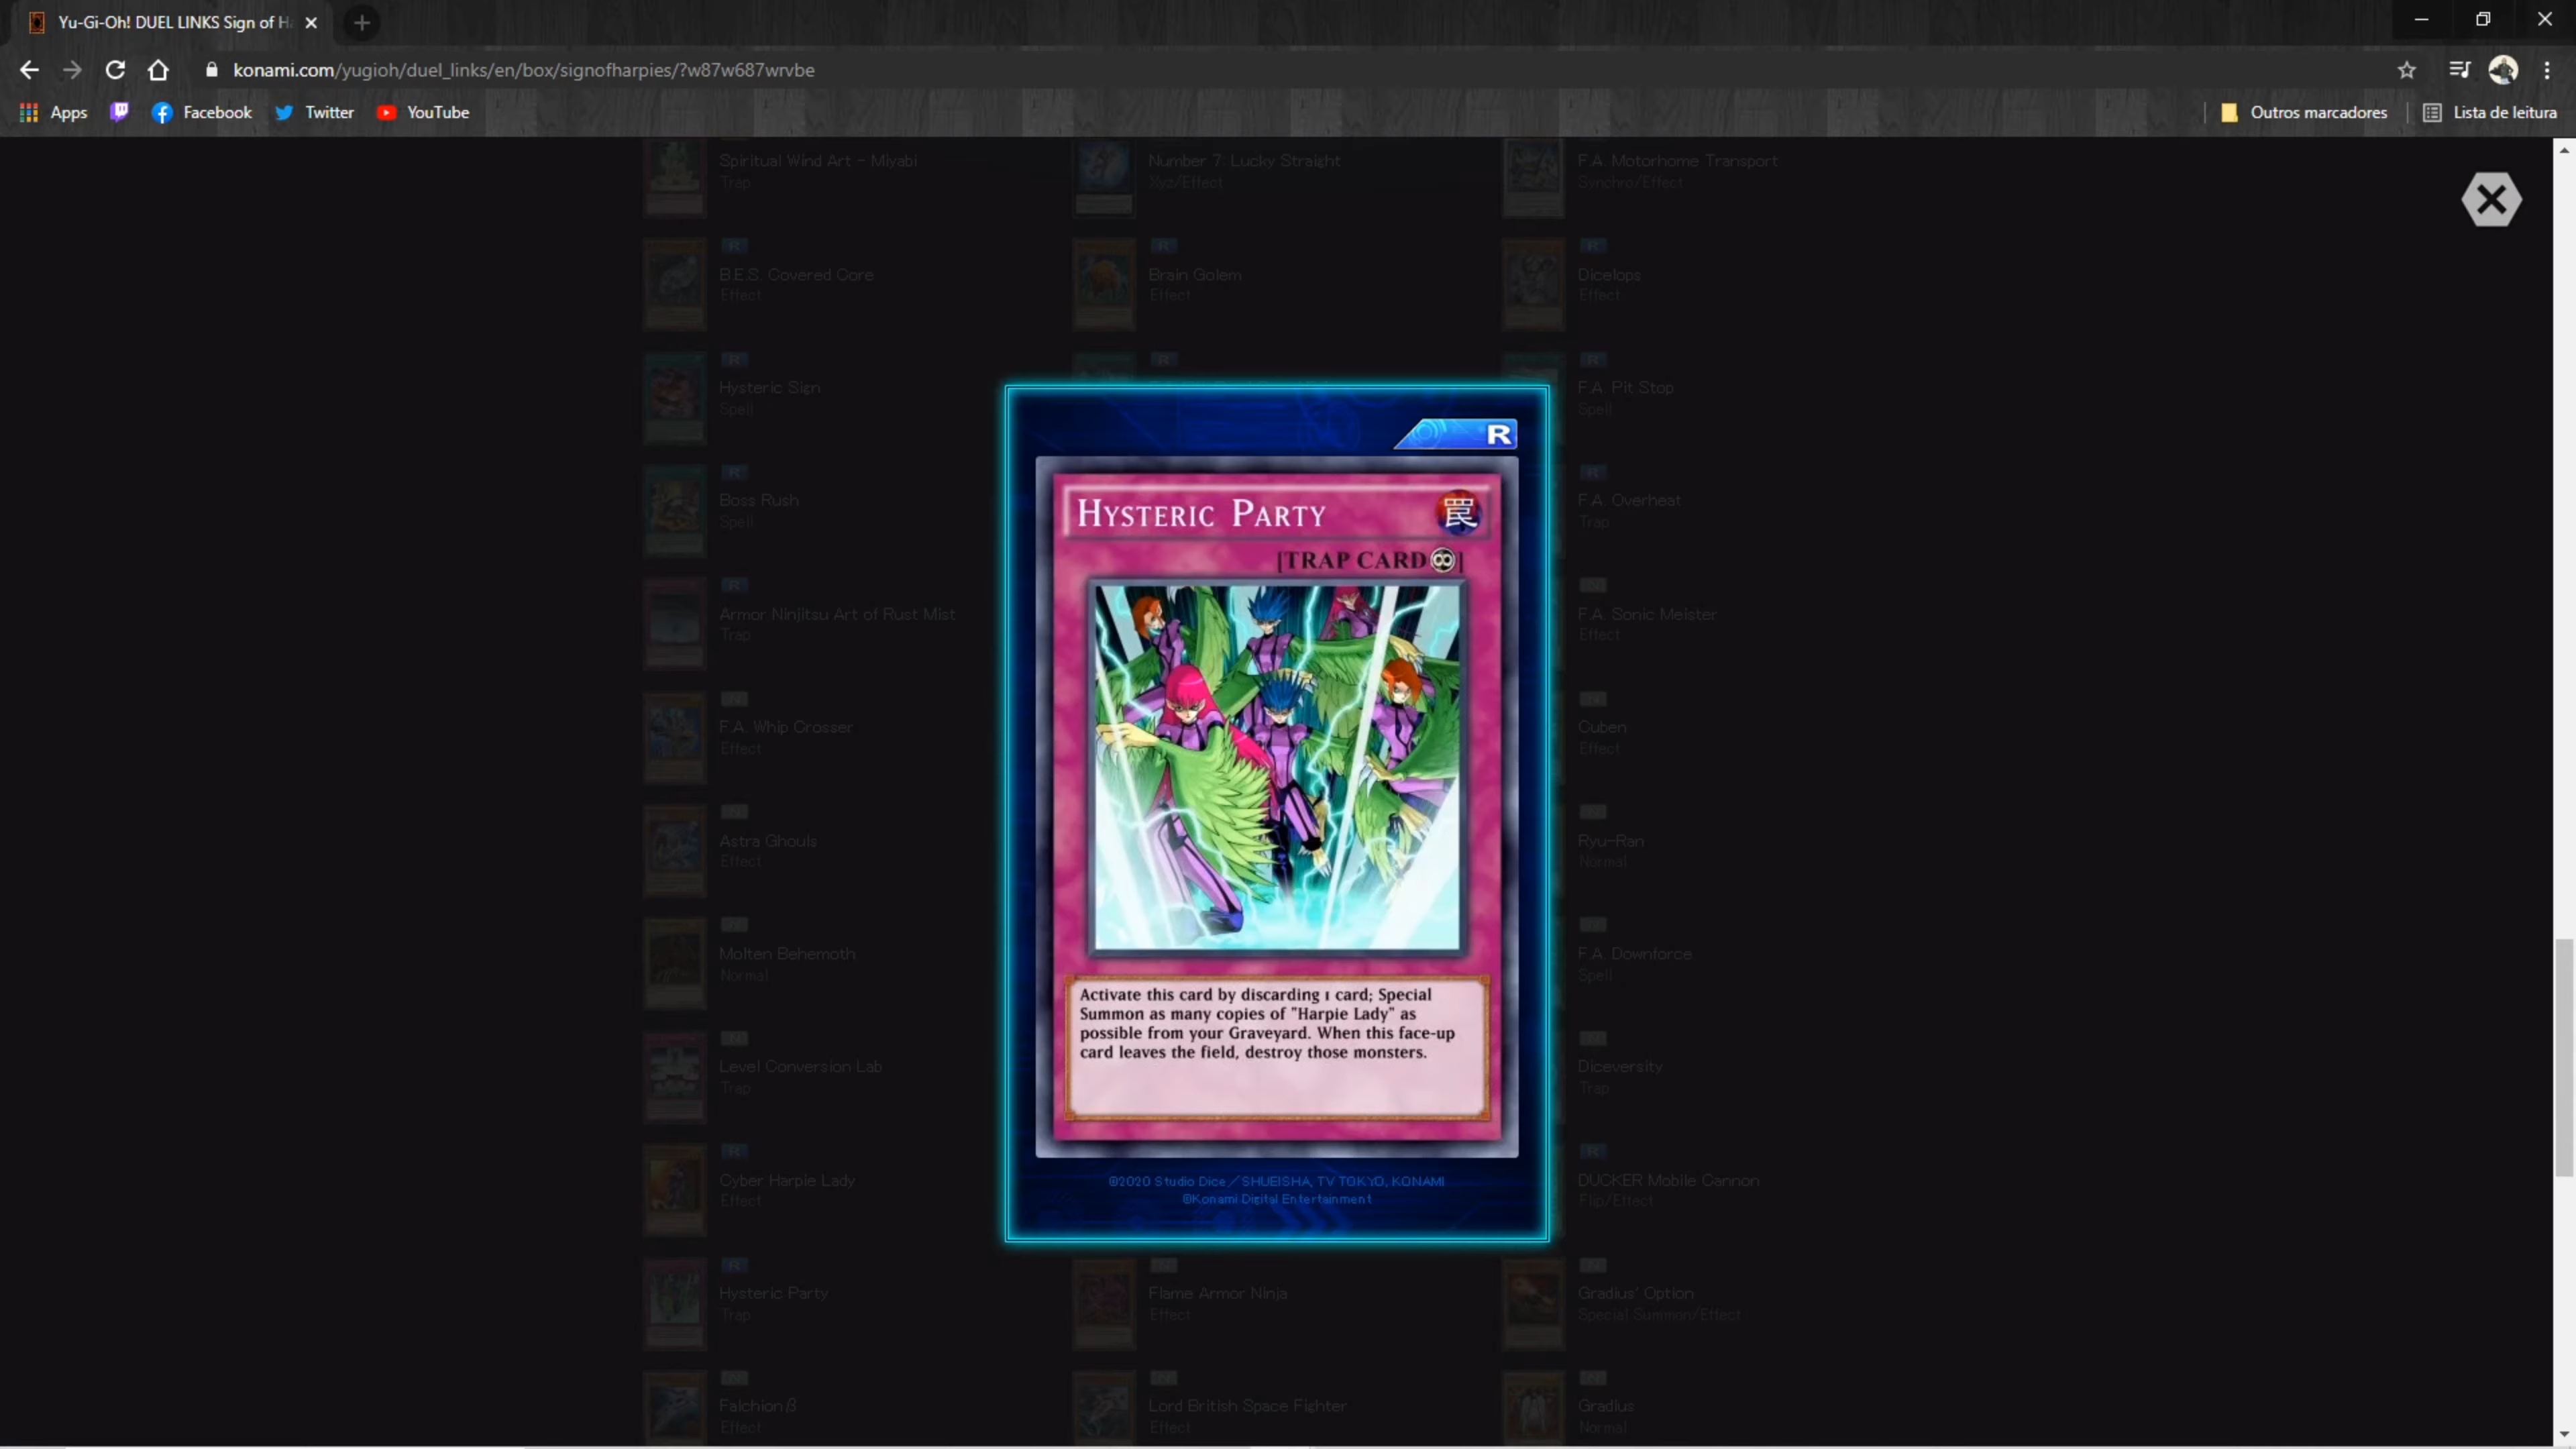 Yu-Gi-Oh! DUEL LINKS Sign of H
konami.com/yugioh/duel_links/en/box/signofharpies/?w87w687wrvbe
Apps
Facebook
Twitter
YouTube
Outros marcadores
Lista de leitura
Spiritual Wind Art - Miyabi
Trap
Number 7: Lucky Straight
Xyz/Effect
F.A. Motorhome Transport
Synchro/Effect
R
B.E.S. Covered Core
Effect
R
Brain Golem
Effect
R
Dicelops
Effect
R
Hysteric Sign
Spell
R
R
F.A. Pit Stop
Spell
R
Boss Rush
Spell
R
F.A. Overheat
Trap
R
Armor Ninjitsu Art of Rust Mist
Trap
N
F.A. Sonic Meister
Effect
N
F.A. Whip Crosser
Effect
N
Cuben
Effect
N
Astra Ghouls
Effect
N
Ryu-Ran
Normal
N
Molten Behemoth
Normal
N
F.A. Downforce
Spell
N
Level Conversion Lab
Trap
N
Diceversity
Trap
R
Cyber Harpie Lady
Effect
R
DUCKER Mobile Cannon
Flip/Effect
R
Hysteric Party
Trap
N
Flame Armor Ninja
Effect
N
Gradius' Option
Special Summon/Effect
N
Falchionβ
Effect
N
Lord British Space Fighter
Effect
N
Gradius
Normal
R
HYSTERIC PARTY
罠
[TRAP CARD∞]
Activate this card by discarding 1 card; Special
Summon as many copies of "Harpie Lady" as
possible from your Graveyard. When this face-up
card leaves the field, destroy those monsters.
©2020 Studio Dice／SHUEISHA, TV TOKYO, KONAMI
©Konami Digital Entertainment